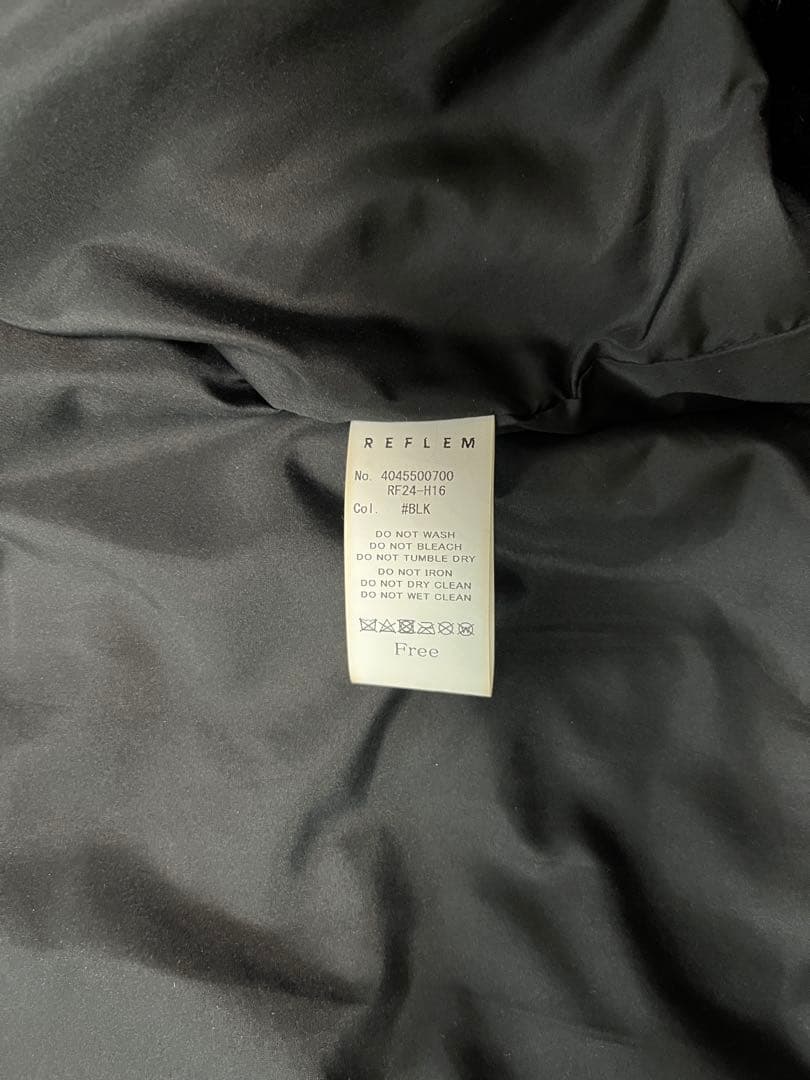 REFLEM
No. 4045500700
RF24-H16
Col. #BLK
DO NOT WASH
DO NOT BLEACH
DO NOT TUMBLE DRY
DO NOT IRON
DO NOT DRY CLEAN
DO NOT WET CLEAN
Free